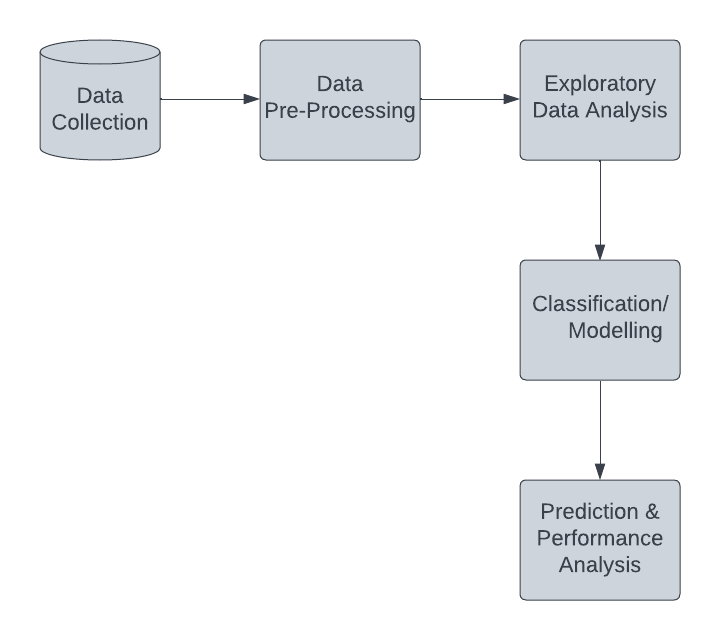 Data
Collection
Data
Pre-Processing
Exploratory
Data Analysis
Classification/
Modelling
Prediction &
Performance
Analysis